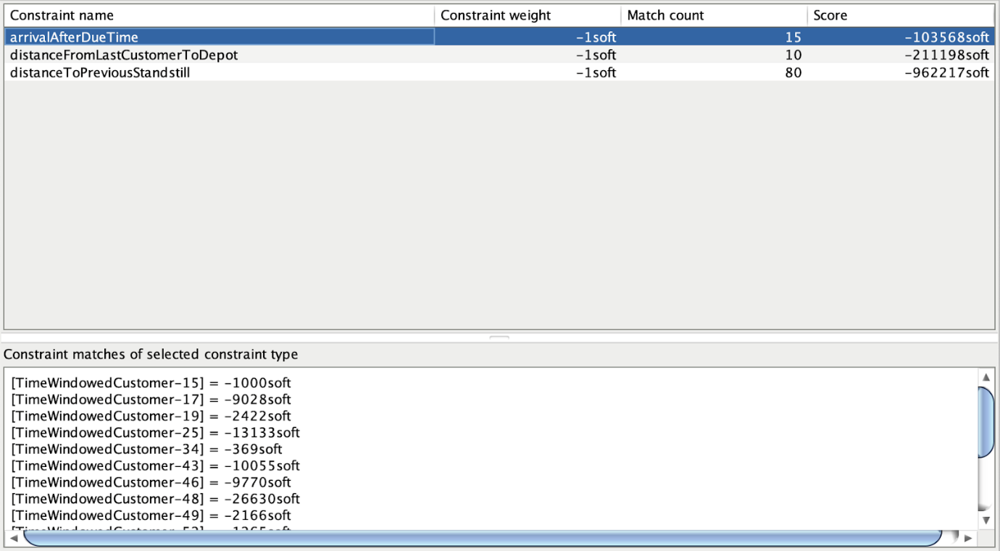 Constraint name Constraint weight Match count Score
arrivalAfterDueTime -1soft 15 -103568soft
distanceFromLastCustomerToDepot -1soft 10 -211198soft
distanceToPreviousStandstill -1soft 80 -962217soft
Constraint matches of selected constraint type
[TimeWindowedCustomer-15] = -1000soft
[TimeWindowedCustomer-17] = -9028soft
[TimeWindowedCustomer-19] = -2422soft
[TimeWindowedCustomer-25] = -13133soft
[TimeWindowedCustomer-34] = -369soft
[TimeWindowedCustomer-43] = -10055soft
[TimeWindowedCustomer-46] = -9770soft
[TimeWindowedCustomer-48] = -26630soft
[TimeWindowedCustomer-49] = -2166soft